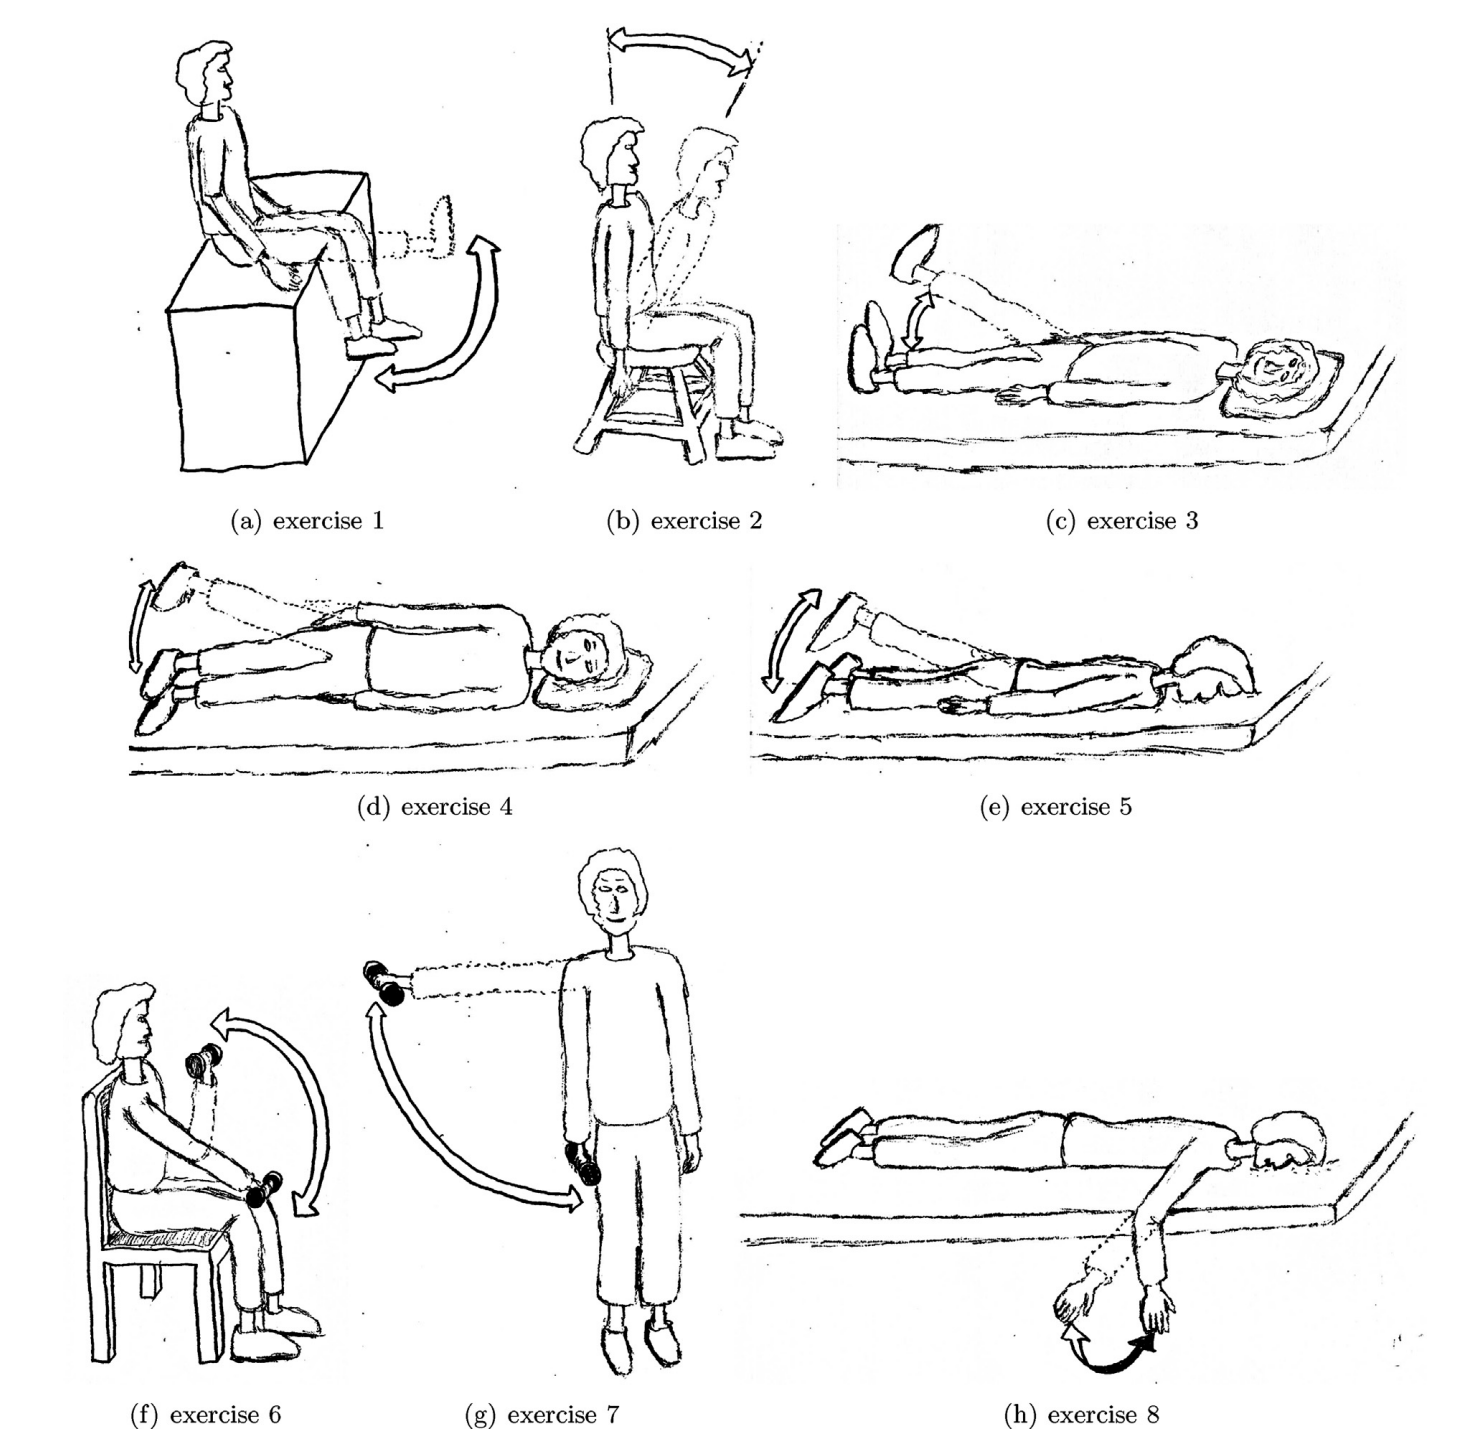 (a) exercise 1
(b) exercise 2
(c) exercise 3
(d) exercise 4
(e) exercise 5
(f) exercise 6
(g) exercise 7
(h) exercise 8